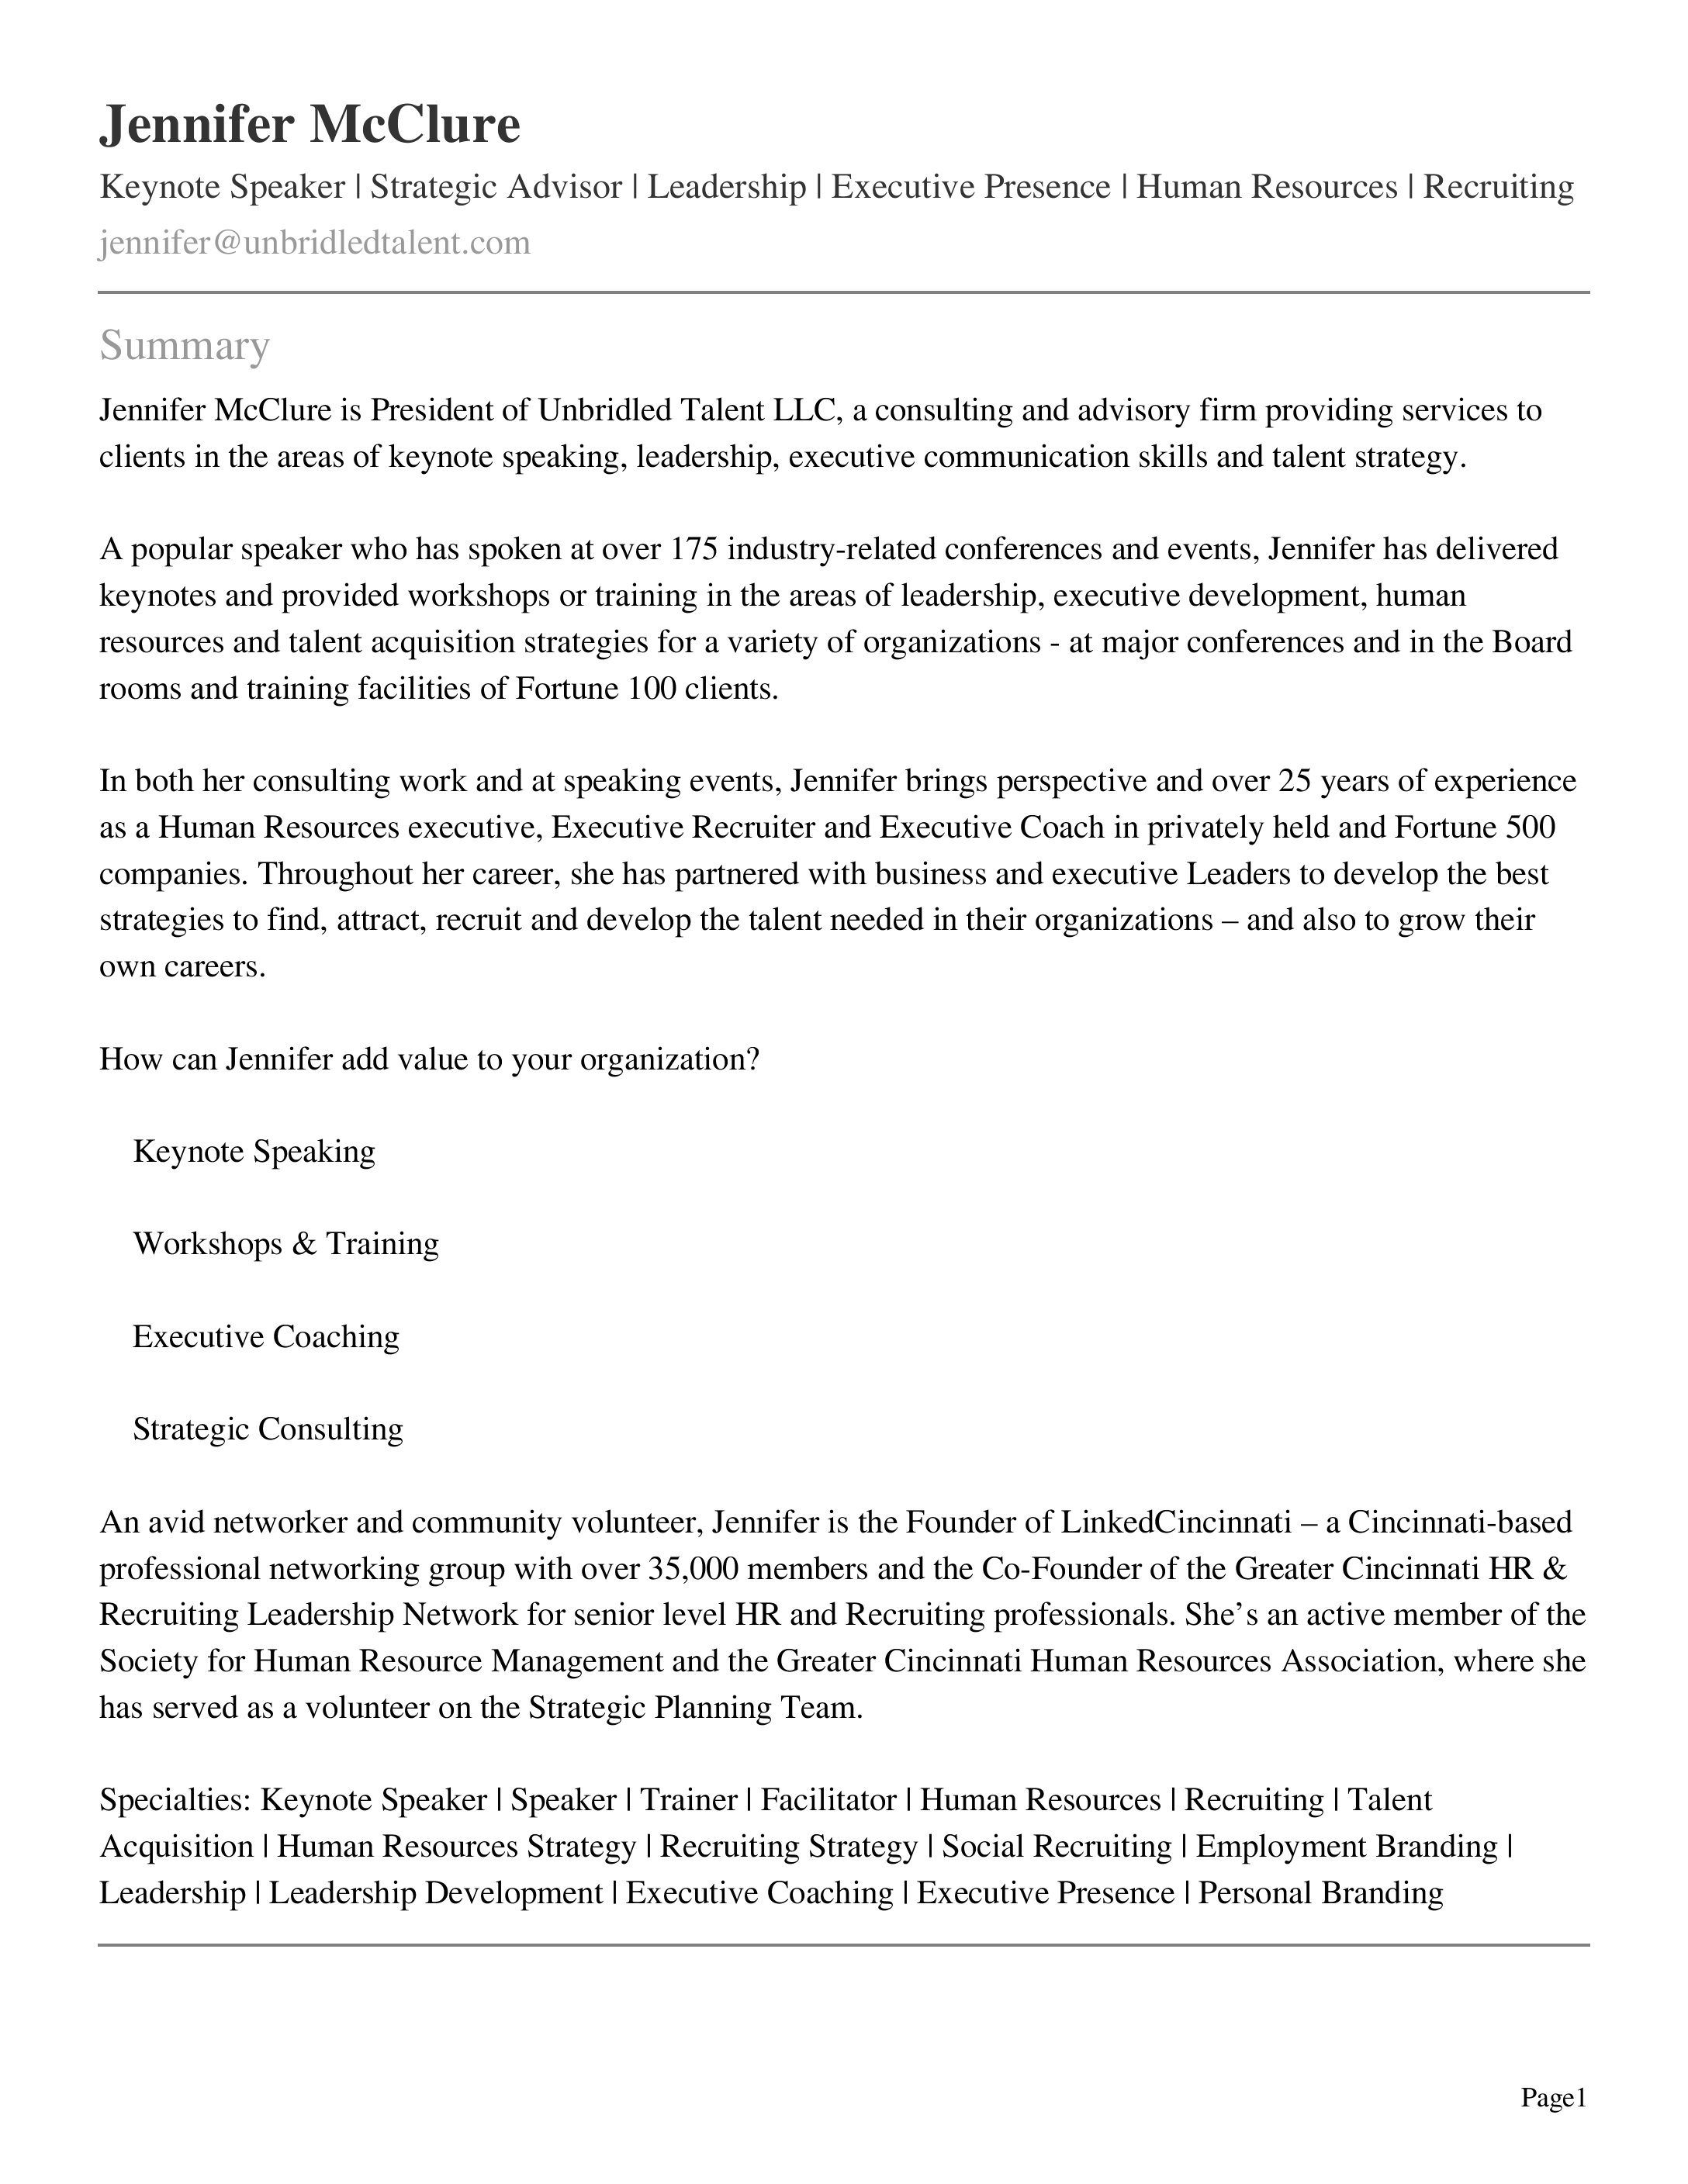 Jennifer McClure
Keynote Speaker | Strategic Advisor | Leadership | Executive Presence | Human Resources | Recruiting
jennifer@unbridledtalent.com
Summary
Jennifer McClure is President of Unbridled Talent LLC, a consulting and advisory firm providing services to
clients in the areas of keynote speaking, leadership, executive communication skills and talent strategy.
A popular speaker who has spoken at over 175 industry-related conferences and events, Jennifer has delivered
keynotes and provided workshops or training in the areas of leadership, executive development, human
resources and talent acquisition strategies for a variety of organizations - at major conferences and in the Board
rooms and training facilities of Fortune 100 clients.
In both her consulting work and at speaking events, Jennifer brings perspective and over 25 years of experience
as a Human Resources executive, Executive Recruiter and Executive Coach in privately held and Fortune 500
companies. Throughout her career, she has partnered with business and executive Leaders to develop the best
strategies to find, attract, recruit and develop the talent needed in their organizations – and also to grow their
own careers.
How can Jennifer add value to your organization?
Keynote Speaking
Workshops & Training
Executive Coaching
Strategic Consulting
An avid networker and community volunteer, Jennifer is the Founder of LinkedCincinnati – a Cincinnati-based
professional networking group with over 35,000 members and the Co-Founder of the Greater Cincinnati HR &
Recruiting Leadership Network for senior level HR and Recruiting professionals. She’s an active member of the
Society for Human Resource Management and the Greater Cincinnati Human Resources Association, where she
has served as a volunteer on the Strategic Planning Team.
Specialties: Keynote Speaker | Speaker | Trainer | Facilitator | Human Resources | Recruiting | Talent
Acquisition | Human Resources Strategy | Recruiting Strategy | Social Recruiting | Employment Branding |
Leadership | Leadership Development | Executive Coaching | Executive Presence | Personal Branding
Page1